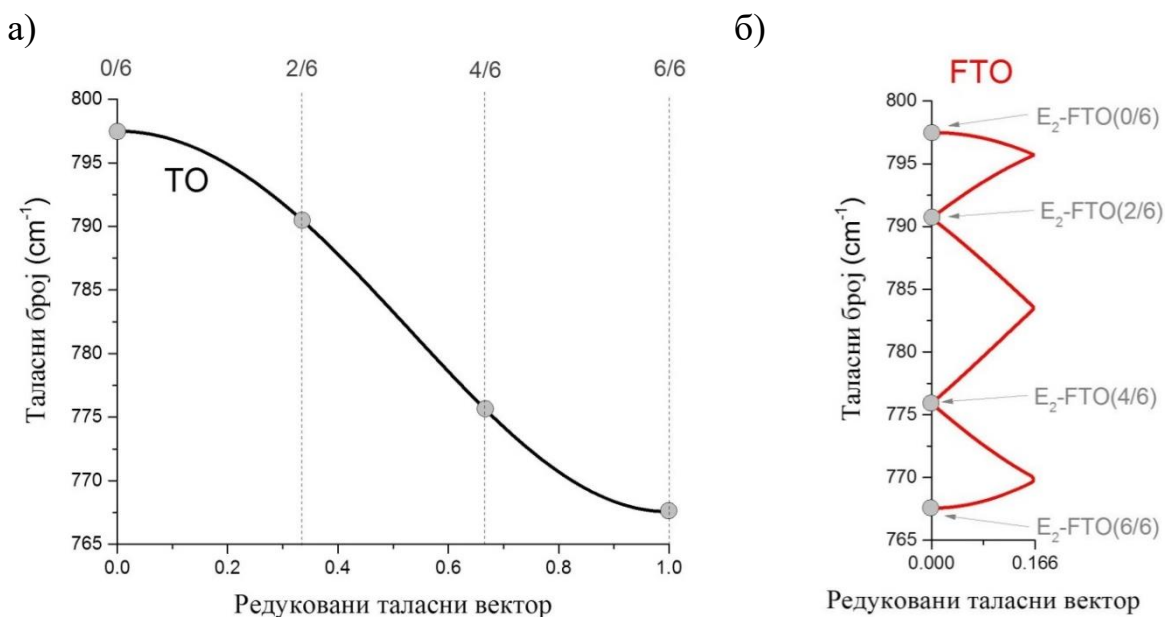 а)
0/6 2/6 4/6 6/6
800
795
790
785
780
775
770
765
TO
Таласни број (cm⁻¹)
0.0 0.2 0.4 0.6 0.8 1.0
Редуковани таласни вектор
б)
FTO
800
795
790
785
780
775
770
765
E₂-FTO(0/6)
E₂-FTO(2/6)
E₂-FTO(4/6)
E₂-FTO(6/6)
Таласни број (cm⁻¹)
0.000 0.166
Редуковани таласни вектор